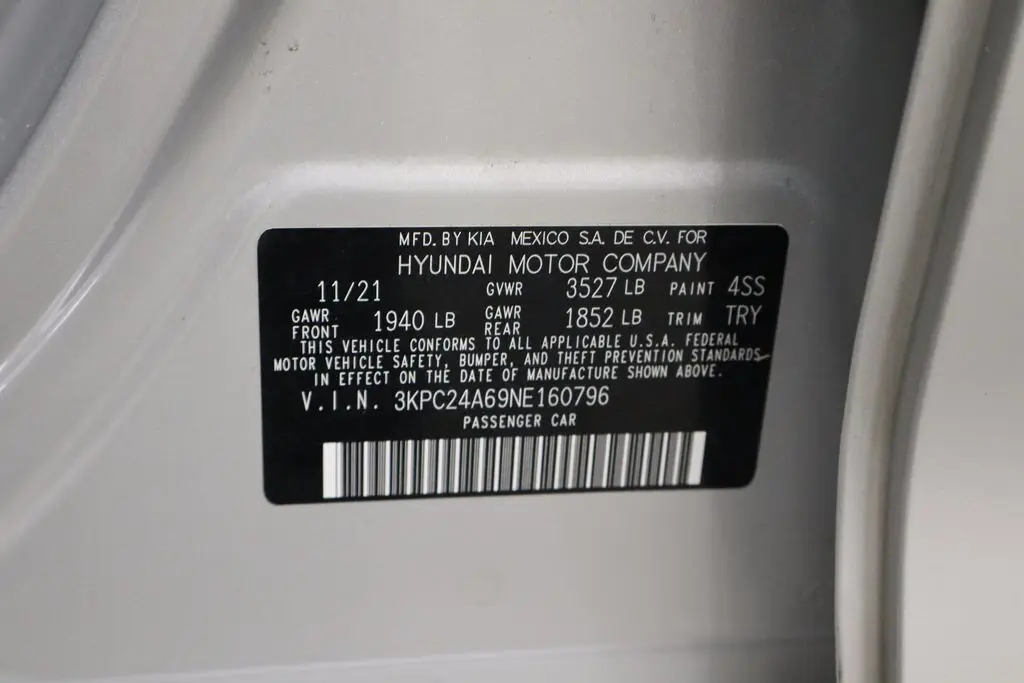 MFD. BY KIA MEXICO S.A. DE C.V. FOR
HYUNDAI MOTOR COMPANY
11/21 GVWR 3527 LB PAINT 4SS
GAWR FRONT 1940 LB GAWR REAR 1852 LB TRIM TRY
THIS VEHICLE CONFORMS TO ALL APPLICABLE U.S.A. FEDERAL
MOTOR VEHICLE SAFETY, BUMPER, AND THEFT PREVENTION STANDARDS
IN EFFECT ON THE DATE OF MANUFACTURE SHOWN ABOVE.
V.I.N. 3KPC24A69NE160796
PASSENGER CAR